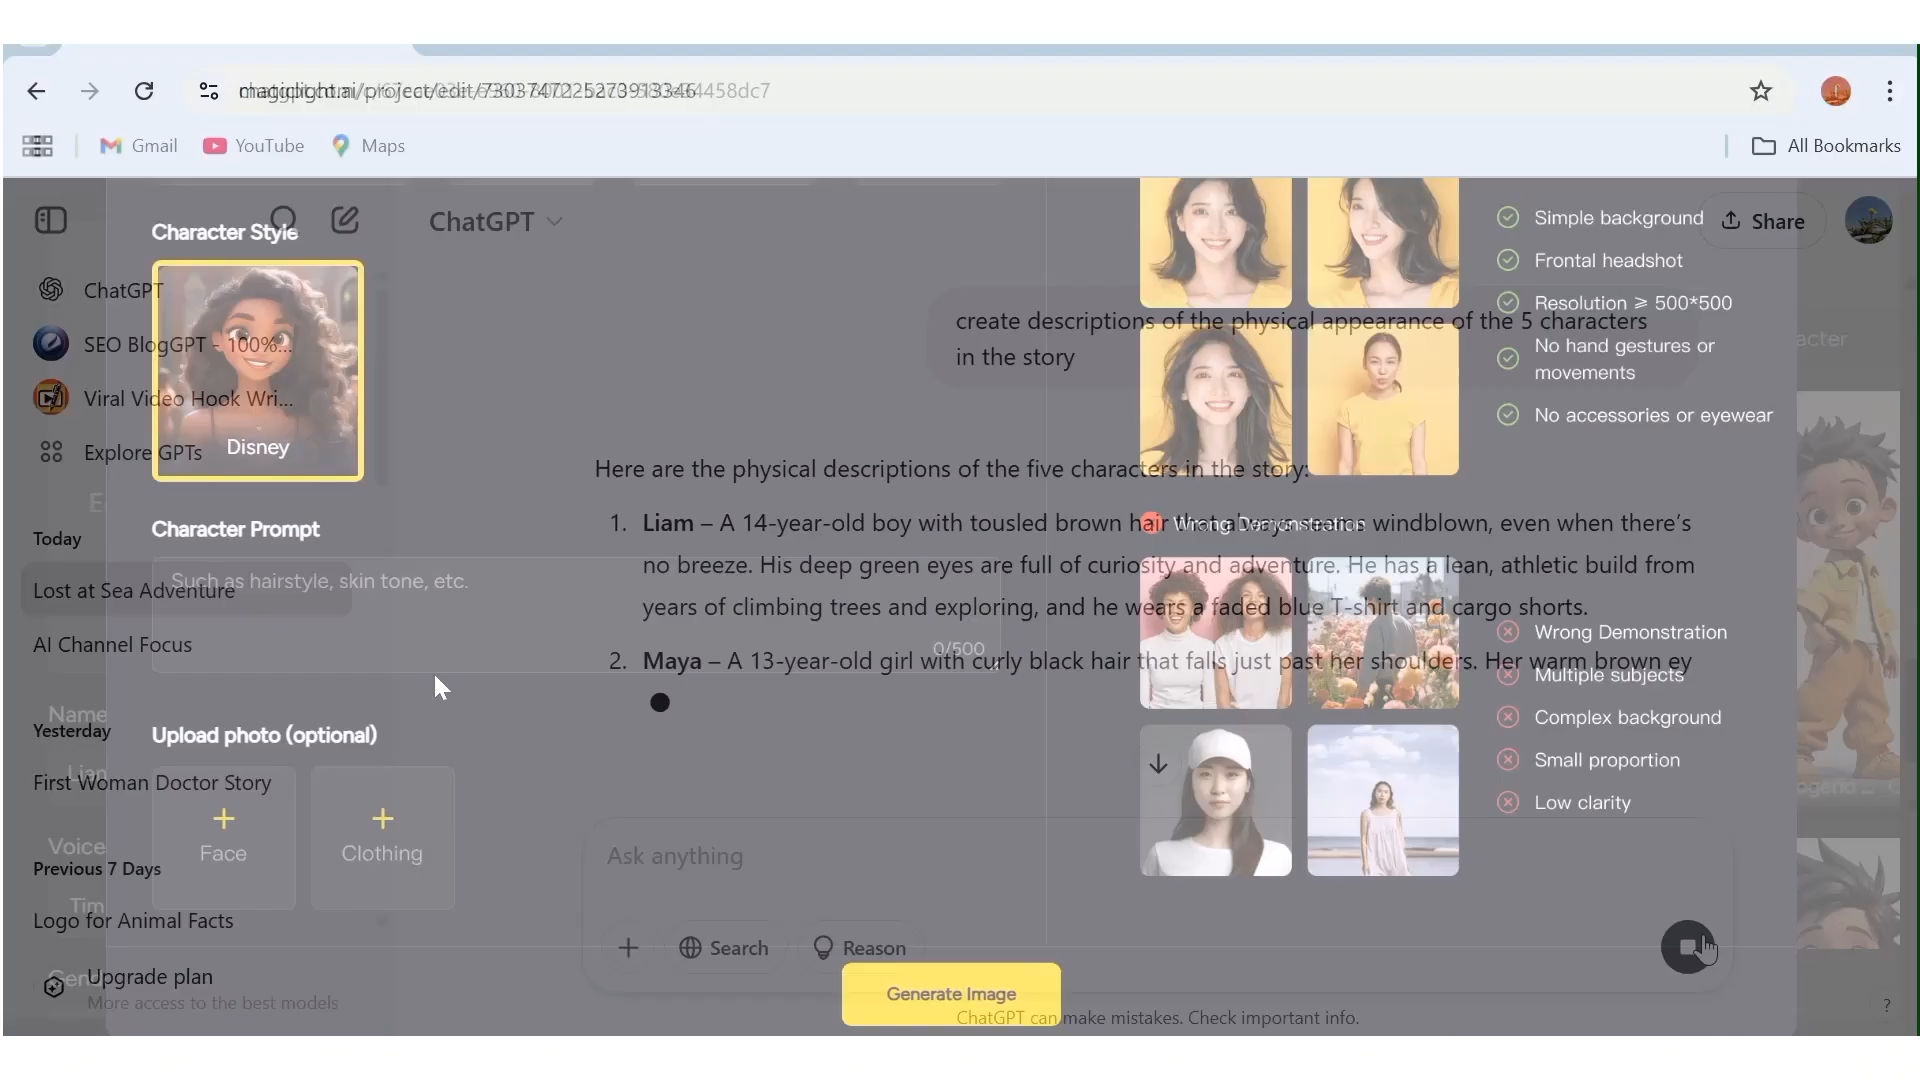 Gmail
YouTube
Maps
All Bookmarks
ChatGPT
Share
Character Style
Disney
ChatGPT
SEO BlogGPT - 100%...
Viral Video Hook Wri...
Explore GPTs
Today
Lost at Sea Adventure
AI Channel Focus
Yesterday
First Woman Doctor Story
Previous 7 Days
Logo for Animal Facts
Upgrade plan
More access to the best models
Name
Voice
Character Prompt
Such as hairstyle, skin tone, etc.
0/500
Upload photo (optional)
Face
Clothing
create descriptions of the physical appearance of the 5 characters
in the story
Here are the physical descriptions of the five characters in the story:
1. Liam – A 14-year-old boy with tousled brown hair that always seems windblown, even when there's
no breeze. His deep green eyes are full of curiosity and adventure. He has a lean, athletic build from
years of climbing trees and exploring, and he wears a faded blue T-shirt and cargo shorts.
2. Maya – A 13-year-old girl with curly black hair that falls just past her shoulders. Her warm brown ey
Ask anything
Search
Reason
Generate Image
ChatGPT can make mistakes. Check important info.
?
Simple background
Frontal headshot
Resolution ≥ 500*500
No hand gestures or
movements
No accessories or eyewear
Wrong Demonstration
Wrong Demonstration
Multiple subjects
Complex background
Small proportion
Low clarity